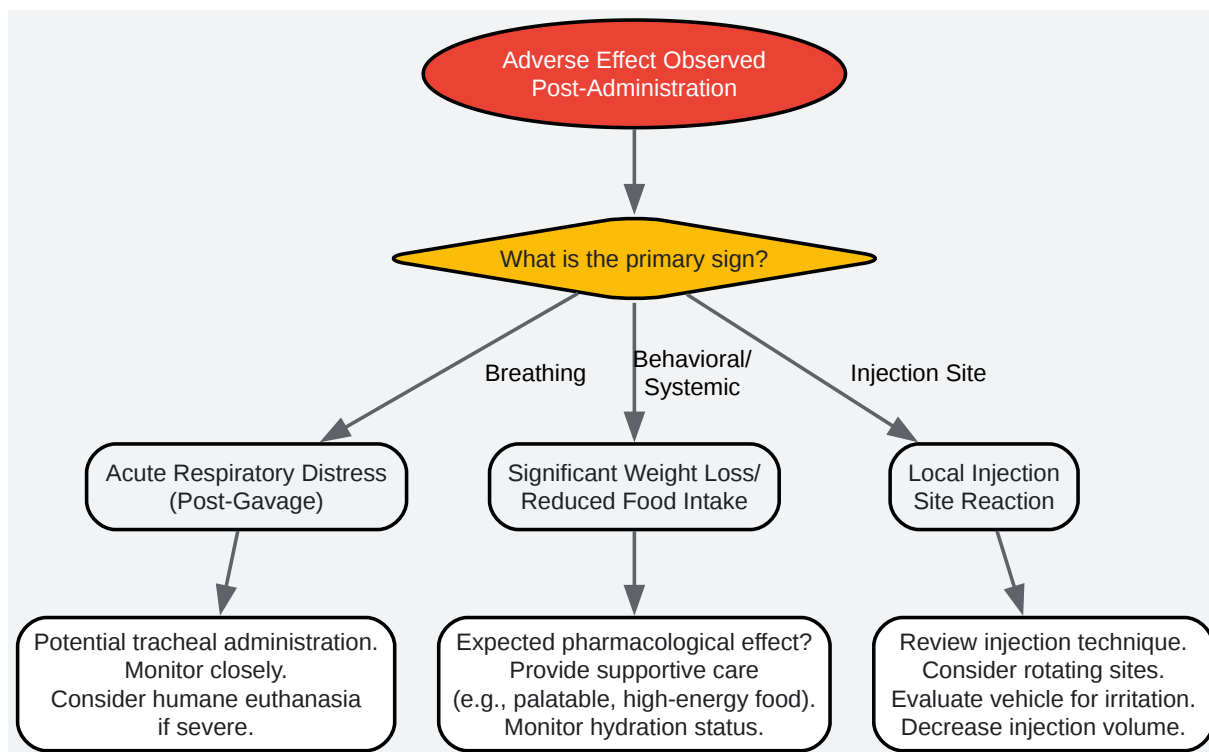 Adverse Effect Observed
Post-Administration
What is the primary sign?
Breathing
Behavioral/
Systemic
Injection Site
Acute Respiratory Distress
(Post-Gavage)
Significant Weight Loss/
Reduced Food Intake
Local Injection
Site Reaction
Potential tracheal administration.
Monitor closely.
Consider humane euthanasia
if severe.
Expected pharmacological effect?
Provide supportive care
(e.g., palatable, high-energy food).
Monitor hydration status.
Review injection technique.
Consider rotating sites.
Evaluate vehicle for irritation.
Decrease injection volume.